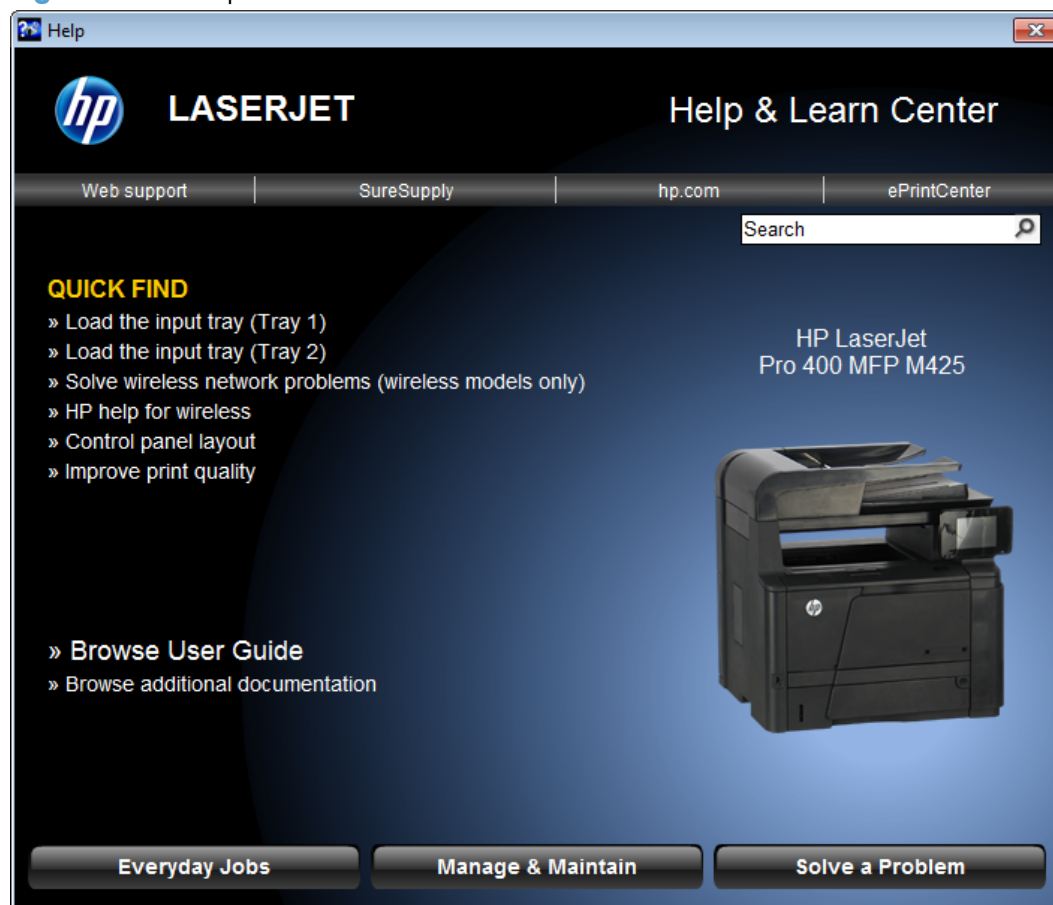 Help
hp
LASERJET
Help & Learn Center
Web support
SureSupply
hp.com
ePrintCenter
Search
QUICK FIND
» Load the input tray (Tray 1)
» Load the input tray (Tray 2)
» Solve wireless network problems (wireless models only)
» HP help for wireless
» Control panel layout
» Improve print quality
HP LaserJet
Pro 400 MFP M425
hp
» Browse User Guide
» Browse additional documentation
Everyday Jobs
Manage & Maintain
Solve a Problem